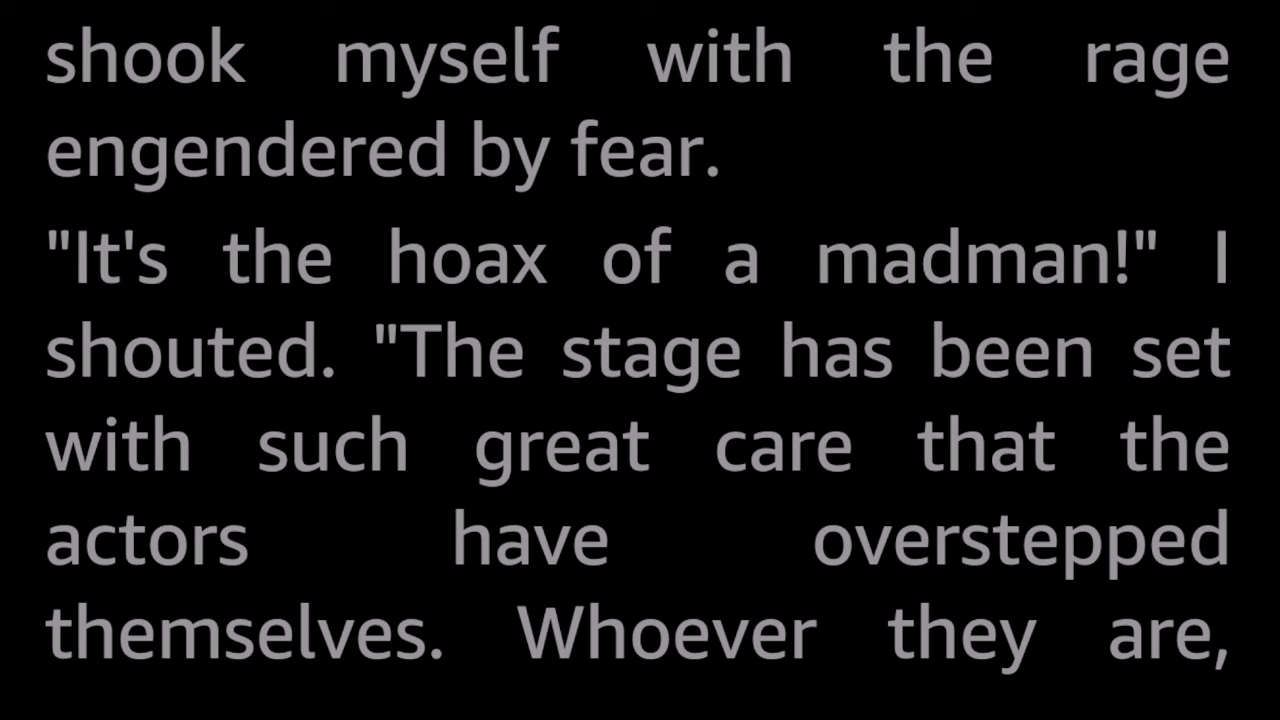 shook myself with the rage
engendered by fear.
"It's the hoax of a madman!" I
shouted. "The stage has been set
with such great care that the
actors have overstepped
themselves. Whoever they are,